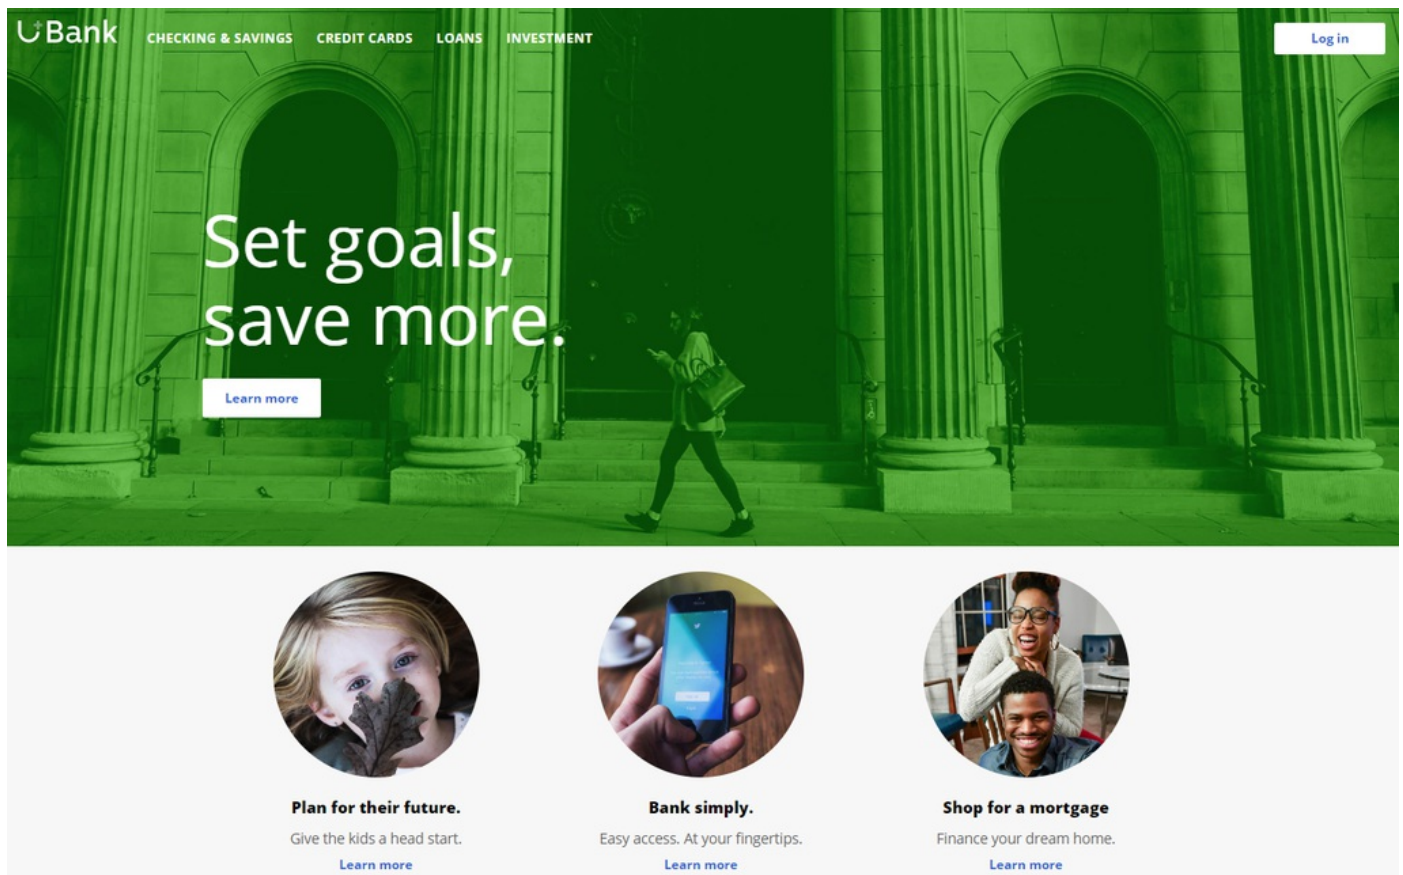 UBank
CHECKING & SAVINGS CREDIT CARDS LOANS INVESTMENT Log in
Set goals,
save more.
Learn more
Plan for their future. Bank simply. Shop for a mortgage
Give the kids a head start. Easy access. At your fingertips. Finance your dream home.
Learn more Learn more Learn more